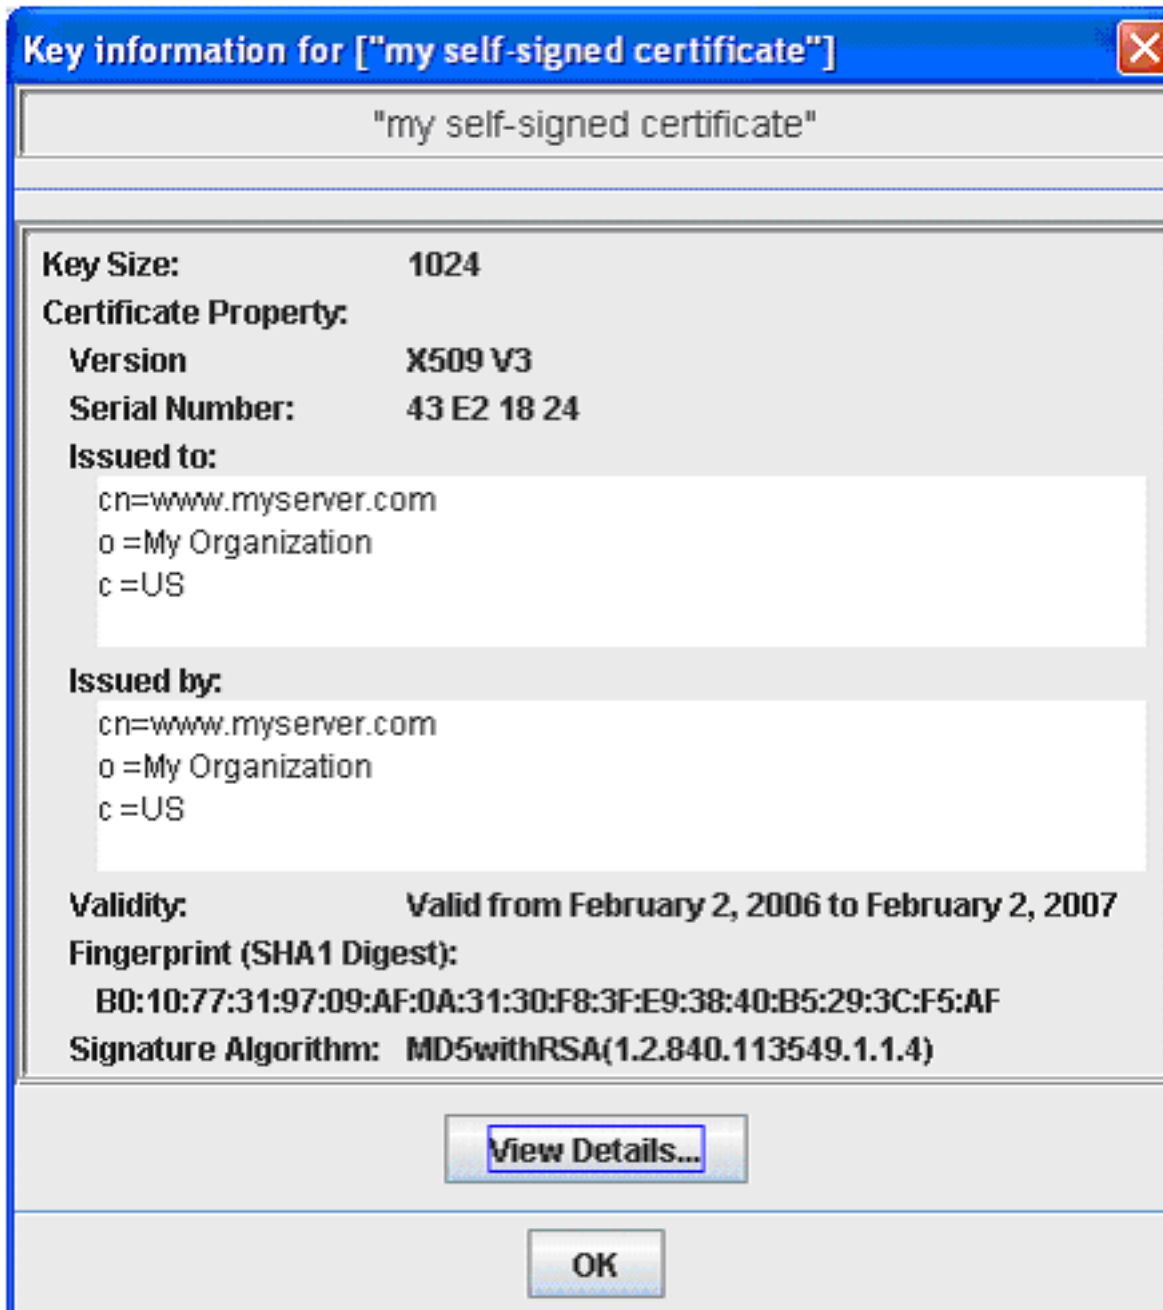 Key information for ["my self-signed certificate"]
"my self-signed certificate"
Key Size: 1024
Certificate Property:
Version X509 V3
Serial Number: 43 E2 18 24
Issued to:
cn=www.myserver.com
o =My Organization
c =US
Issued by:
cn=www.myserver.com
o =My Organization
c =US
Validity: Valid from February 2, 2006 to February 2, 2007
Fingerprint (SHA1 Digest):
B0:10:77:31:97:09:AF:0A:31:30:F8:3F:E9:38:40:B5:29:3C:F5:AF
Signature Algorithm: MD5withRSA(1.2.840.113549.1.1.4)
View Details...
OK